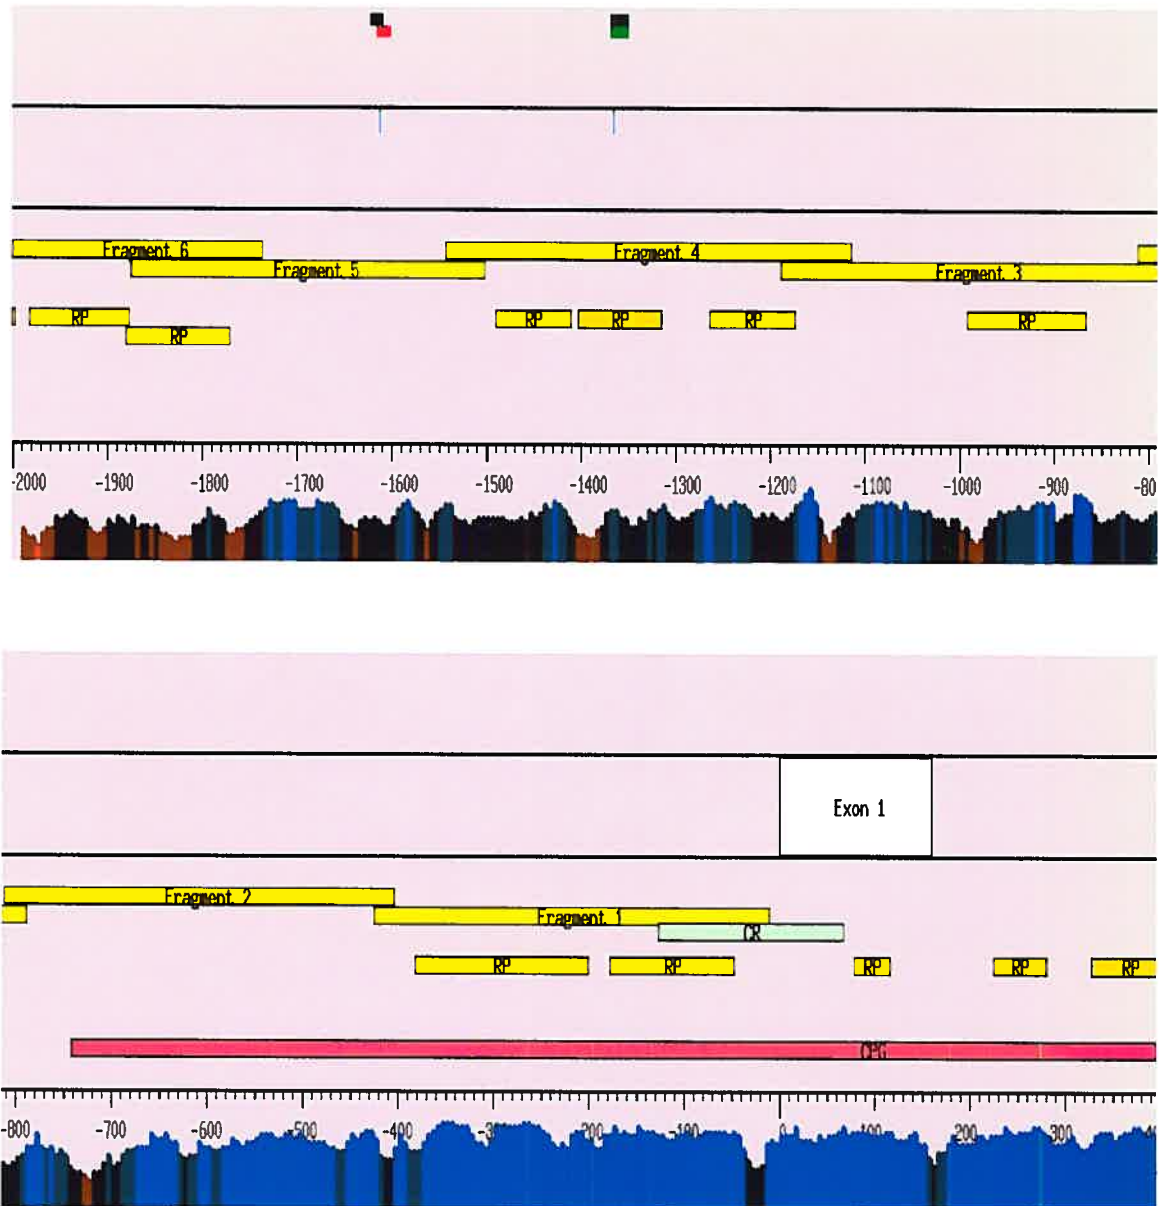 Fragment 6
Fragment 4
Fragment 5
Fragment 3
RP RP RP RP RP
RP
-2000 -1900 -1800 -1700 -1600 -1500 -1400 -1300 -1200 -1100 -1000 -900 -80
Exon 1
Fragment 2
Fragment 1
CR
RP RP RP RP RP
CPG
-800 -700 -600 -500 -400 -200 -100 0 100 200 300